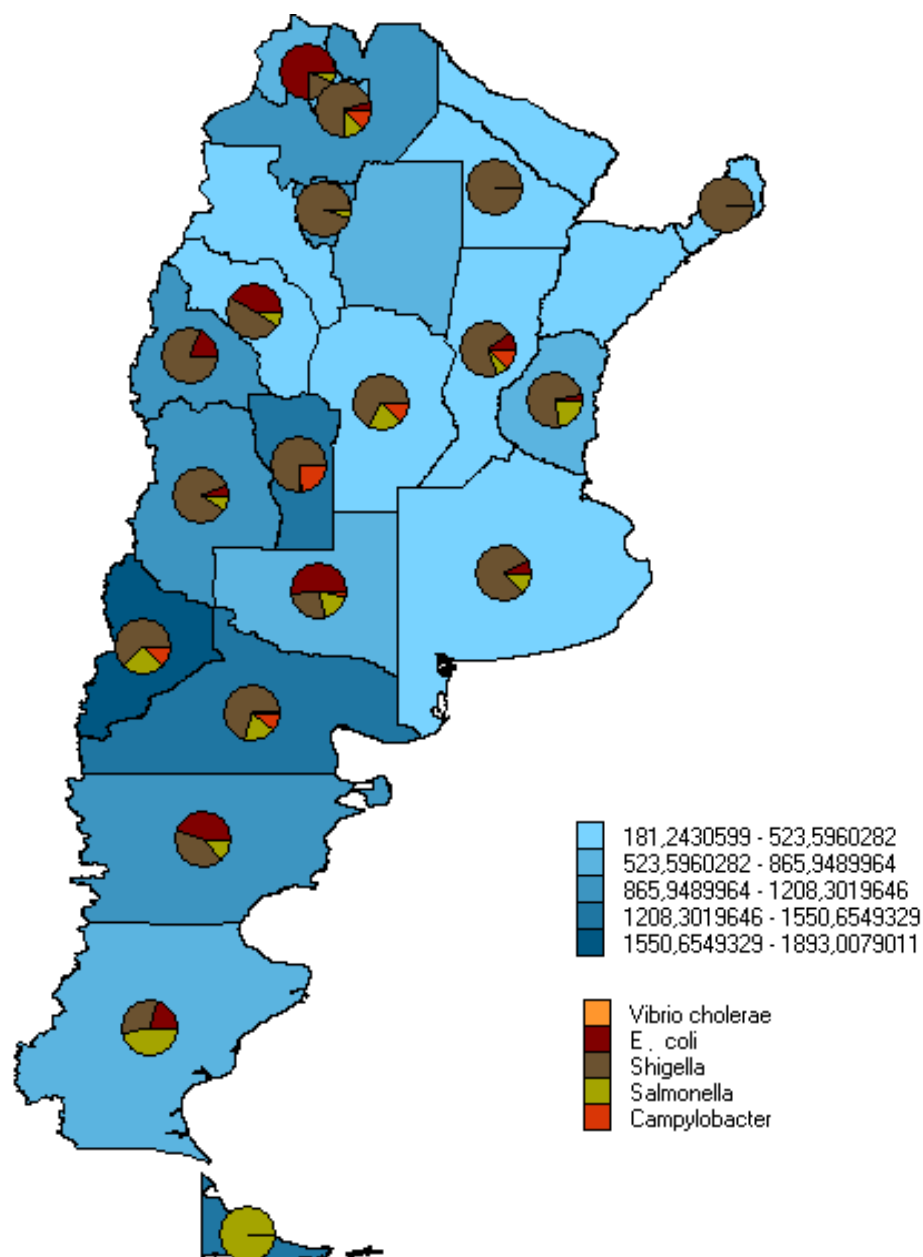 181,2430599 - 523,5960282
523,5960282 - 865,9489964
865,9489964 - 1208,3019646
1208,3019646 - 1550,6549329
1550,6549329 - 1893,0079011
Vibrio cholerae
E . coli
Shigella
Salmonella
Campylobacter